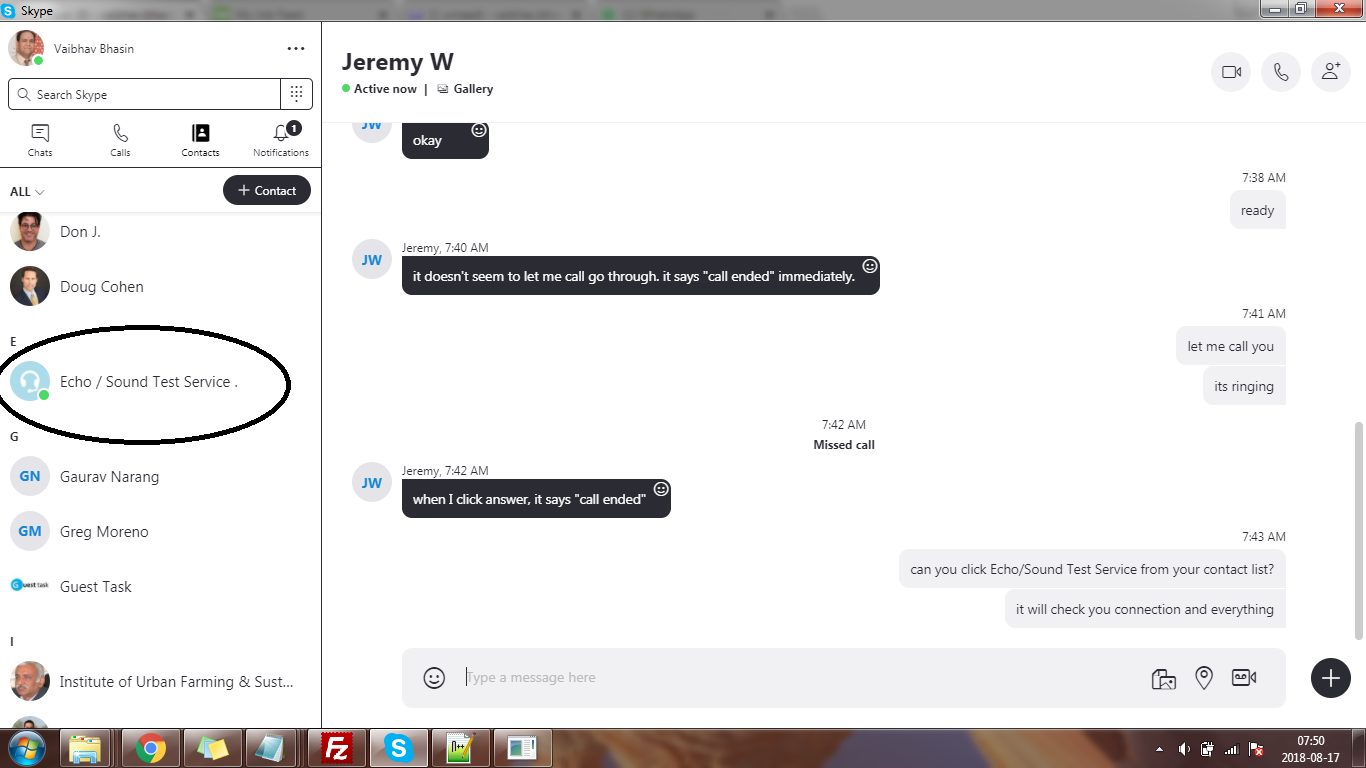 Skype
Vaibhav Bhasin
Search Skype
Chats
Calls
Contacts
1
Notifications
ALL
+ Contact
Don J.
Doug Cohen
E
Echo / Sound Test Service .
G
GN
Gaurav Narang
GM
Greg Moreno
Guest task
Guest Task
I
Institute of Urban Farming & Sust...
Jeremy W
Active now | Gallery
JW
okay
7:38 AM
ready
Jeremy, 7:40 AM
JW
it doesn't seem to let me call go through. it says "call ended" immediately.
7:41 AM
let me call you
its ringing
7:42 AM
Missed call
Jeremy, 7:42 AM
JW
when I click answer, it says "call ended"
7:43 AM
can you click Echo/Sound Test Service from your contact list?
it will check you connection and everything
Type a message here
07:50
2018-08-17